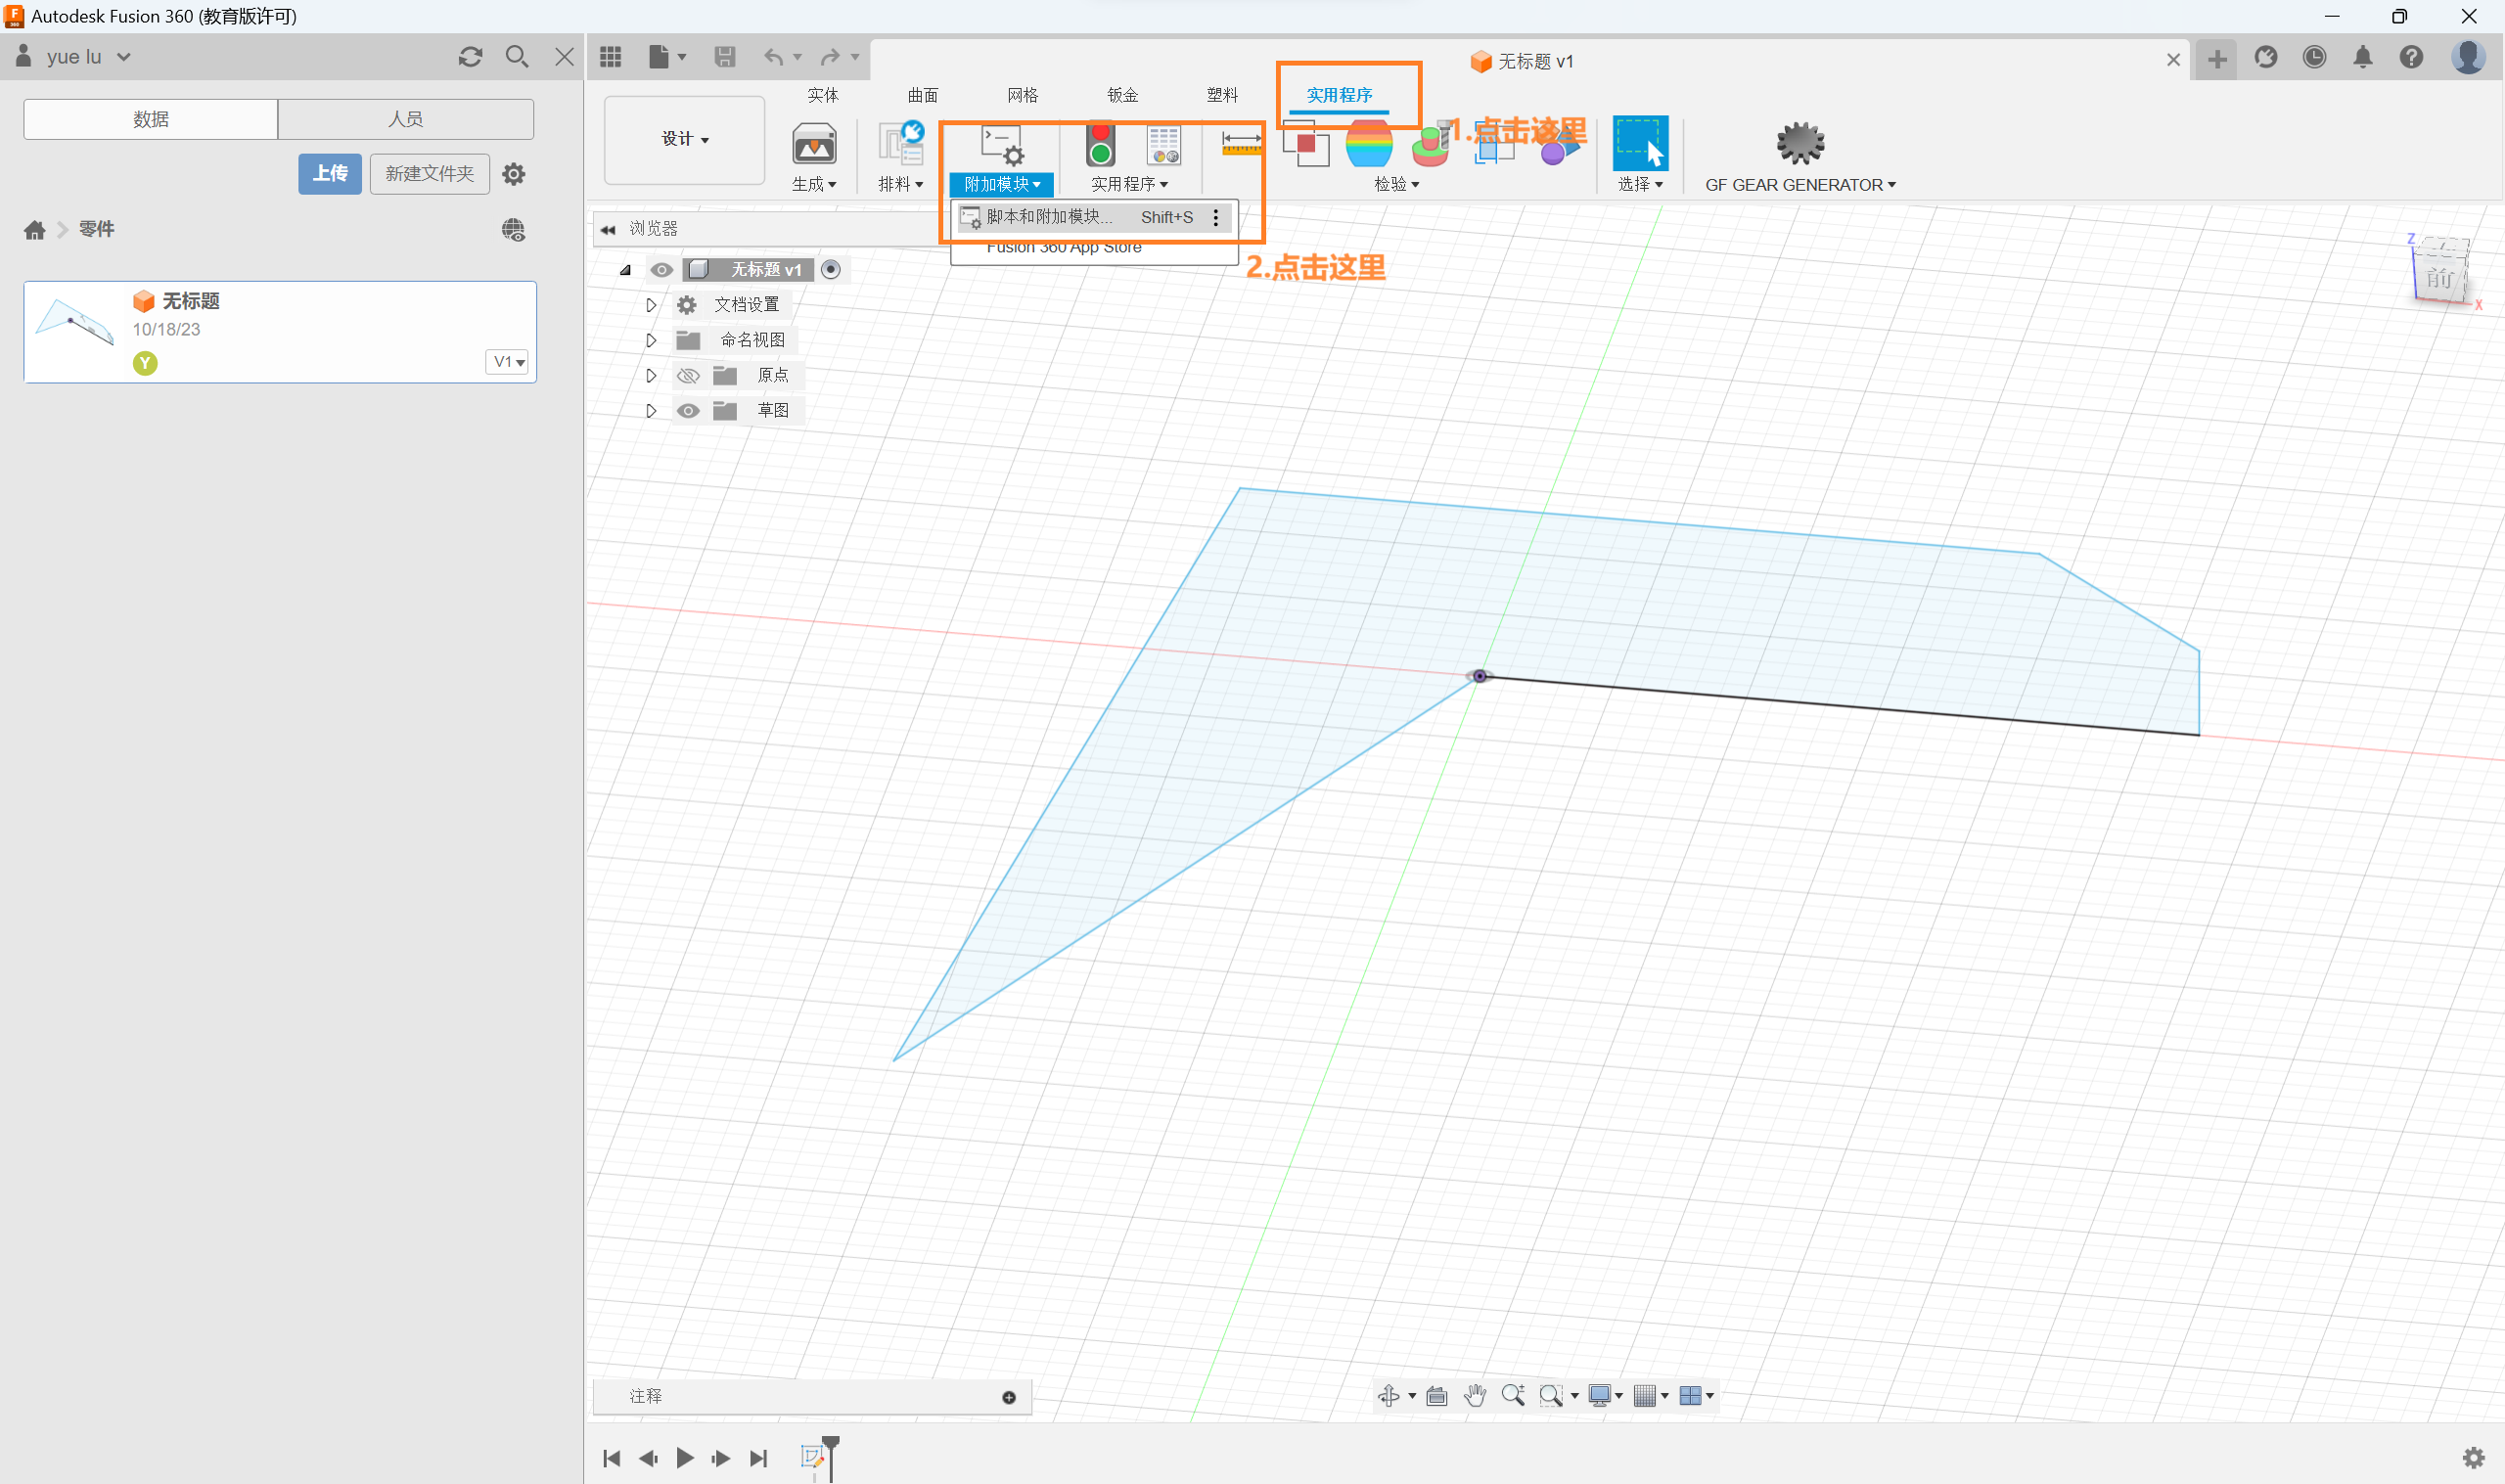 Autodesk Fusion 360 (教育版许可)
yue lu
无标题 v1
数据
人员
上传
新建文件夹
零件
无标题
10/18/23
Y
V1
实体
曲面
网格
钣金
塑料
实用程序
1.点击这里
设计
生成
排料
附加模块
实用程序
检验
选择
GF GEAR GENERATOR
脚本和附加模块... Shift+S
Fusion 360 App Store
2.点击这里
浏览器
无标题 v1
文档设置
命名视图
原点
草图
Z
前
X
注释